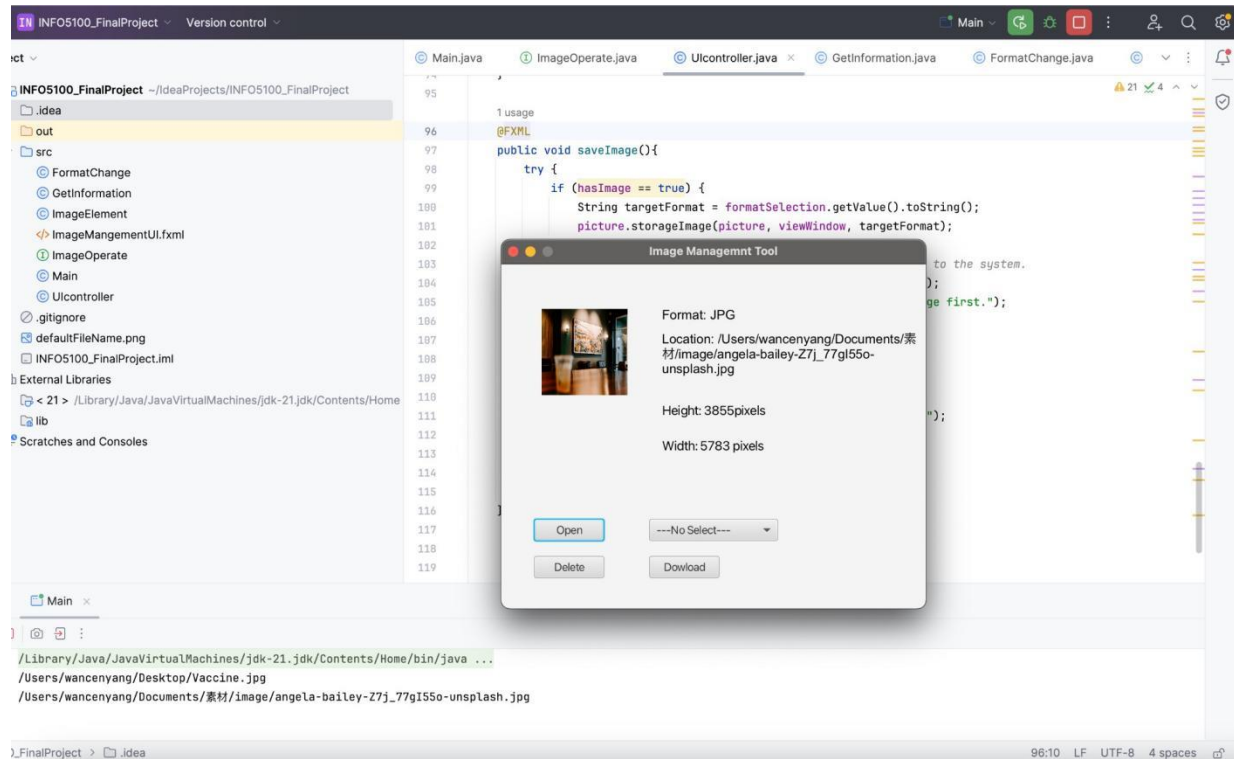 IN INFO5100_FinalProject Version control Main
ect
Main.java ImageOperate.java UIcontroller.java GetInformation.java FormatChange.java
INFO5100_FinalProject ~/IdeaProjects/INFO5100_FinalProject
.idea
out
src
FormatChange
GetInformation
ImageElement
ImageMangementUI.fxml
ImageOperate
Main
UIcontroller
.gitignore
defaultFileName.png
INFO5100_FinalProject.iml
External Libraries
< 21 > /Library/Java/JavaVirtualMachines/jdk-21.jdk/Contents/Home
lib
Scratches and Consoles
21 4
94 }
95
1 usage
96 @FXML
97 public void saveImage(){
98 try {
99 if (hasImage == true) {
100 String targetFormat = formatSelection.getValue().toString();
101 picture.storageImage(picture, viewWindow, targetFormat);
102
103 to the system.
104 );
105 ge first.");
106
107
108
109
110
111 ");
112
113
114
115
116 }
117
118
119
Image Managemnt Tool
Format: JPG
Location: /Users/wancenyang/Documents/素
材/image/angela-bailey-Z7j_77gI55o-
unsplash.jpg
Height: 3855pixels
Width: 5783 pixels
Open ---No Select---
Delete Dowload
Main
/Library/Java/JavaVirtualMachines/jdk-21.jdk/Contents/Home/bin/java ...
/Users/wancenyang/Desktop/Vaccine.jpg
/Users/wancenyang/Documents/素材/image/angela-bailey-Z7j_77gI55o-unsplash.jpg
0_FinalProject > .idea 96:10 LF UTF-8 4 spaces